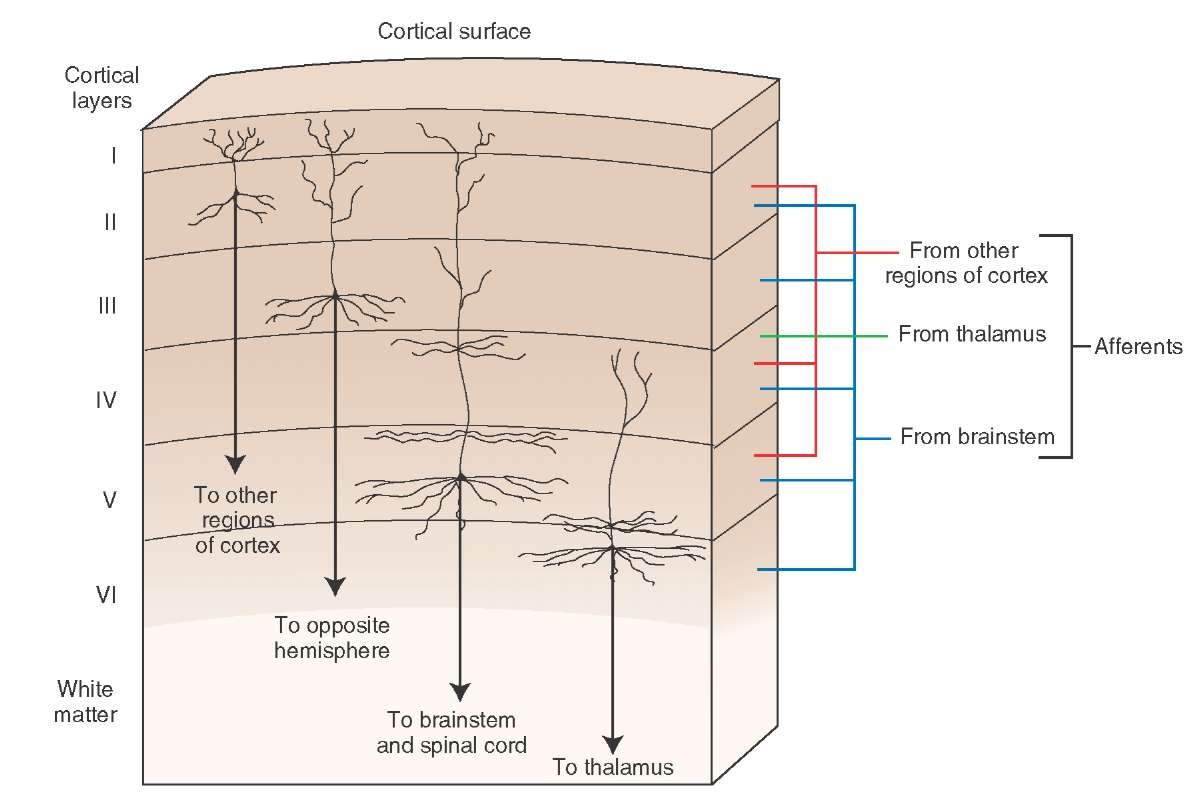 Cortical surface
Cortical
layers
I
II
III
IV
V
VI
White
matter
To other
regions
of cortex
To opposite
hemisphere
To brainstem
and spinal cord
To thalamus
From other
regions of cortex
From thalamus
From brainstem
Afferents